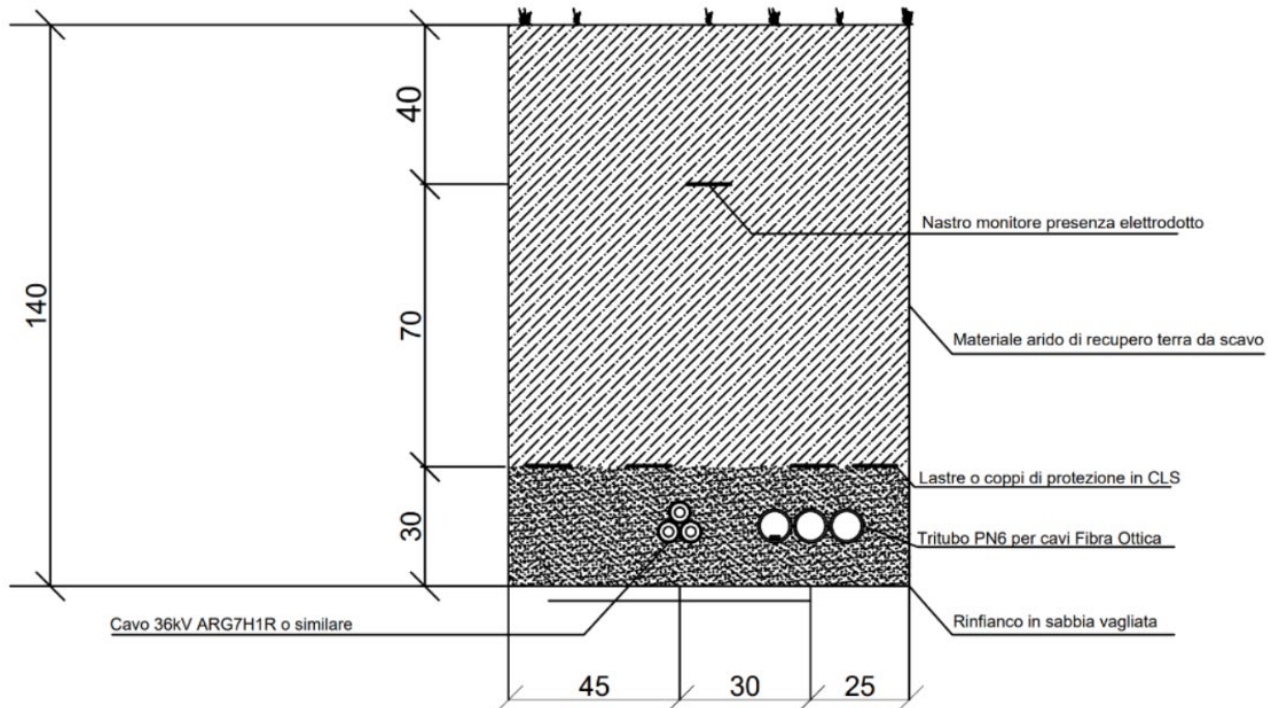 40
140
70
30
Nastro monitore presenza elettrodotto
Materiale arido di recupero terra da scavo
Lastre o coppi di protezione in CLS
Tritubo PN6 per cavi Fibra Ottica
Cavo 36kV ARG7H1R o similare
Rinfianco in sabbia vagliata
45
30
25